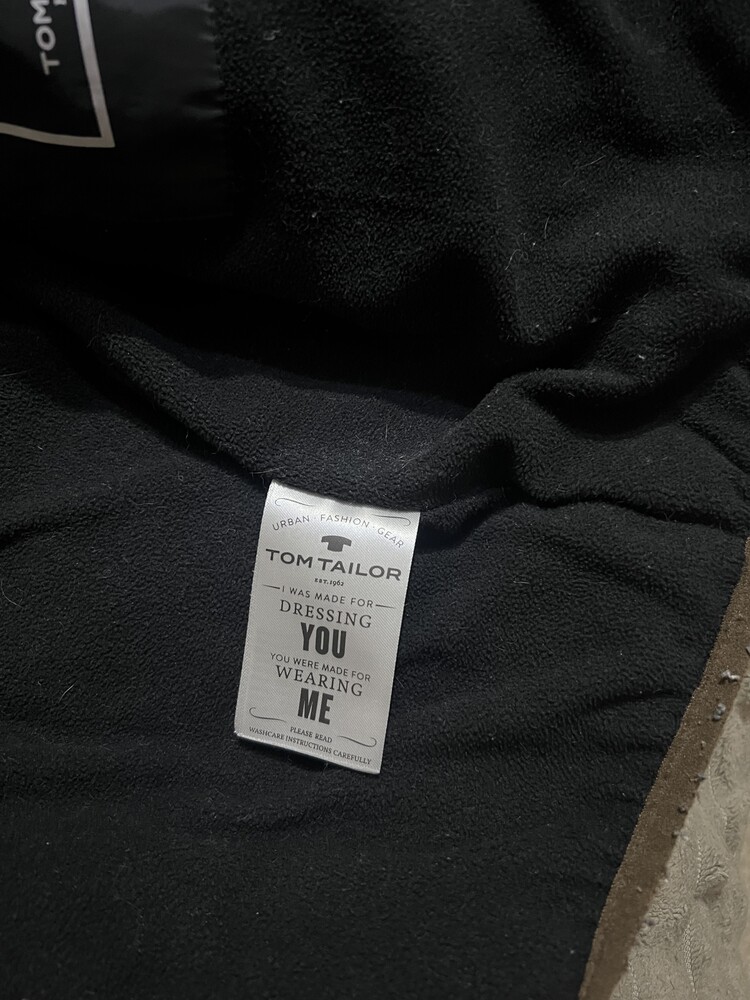 TOM
URBAN · FASHION · GEAR
TOM TAILOR
EST. 1962
I WAS MADE FOR
DRESSING
YOU
YOU WERE MADE FOR
WEARING
ME
PLEASE READ
WASHCARE INSTRUCTIONS CAREFULLY